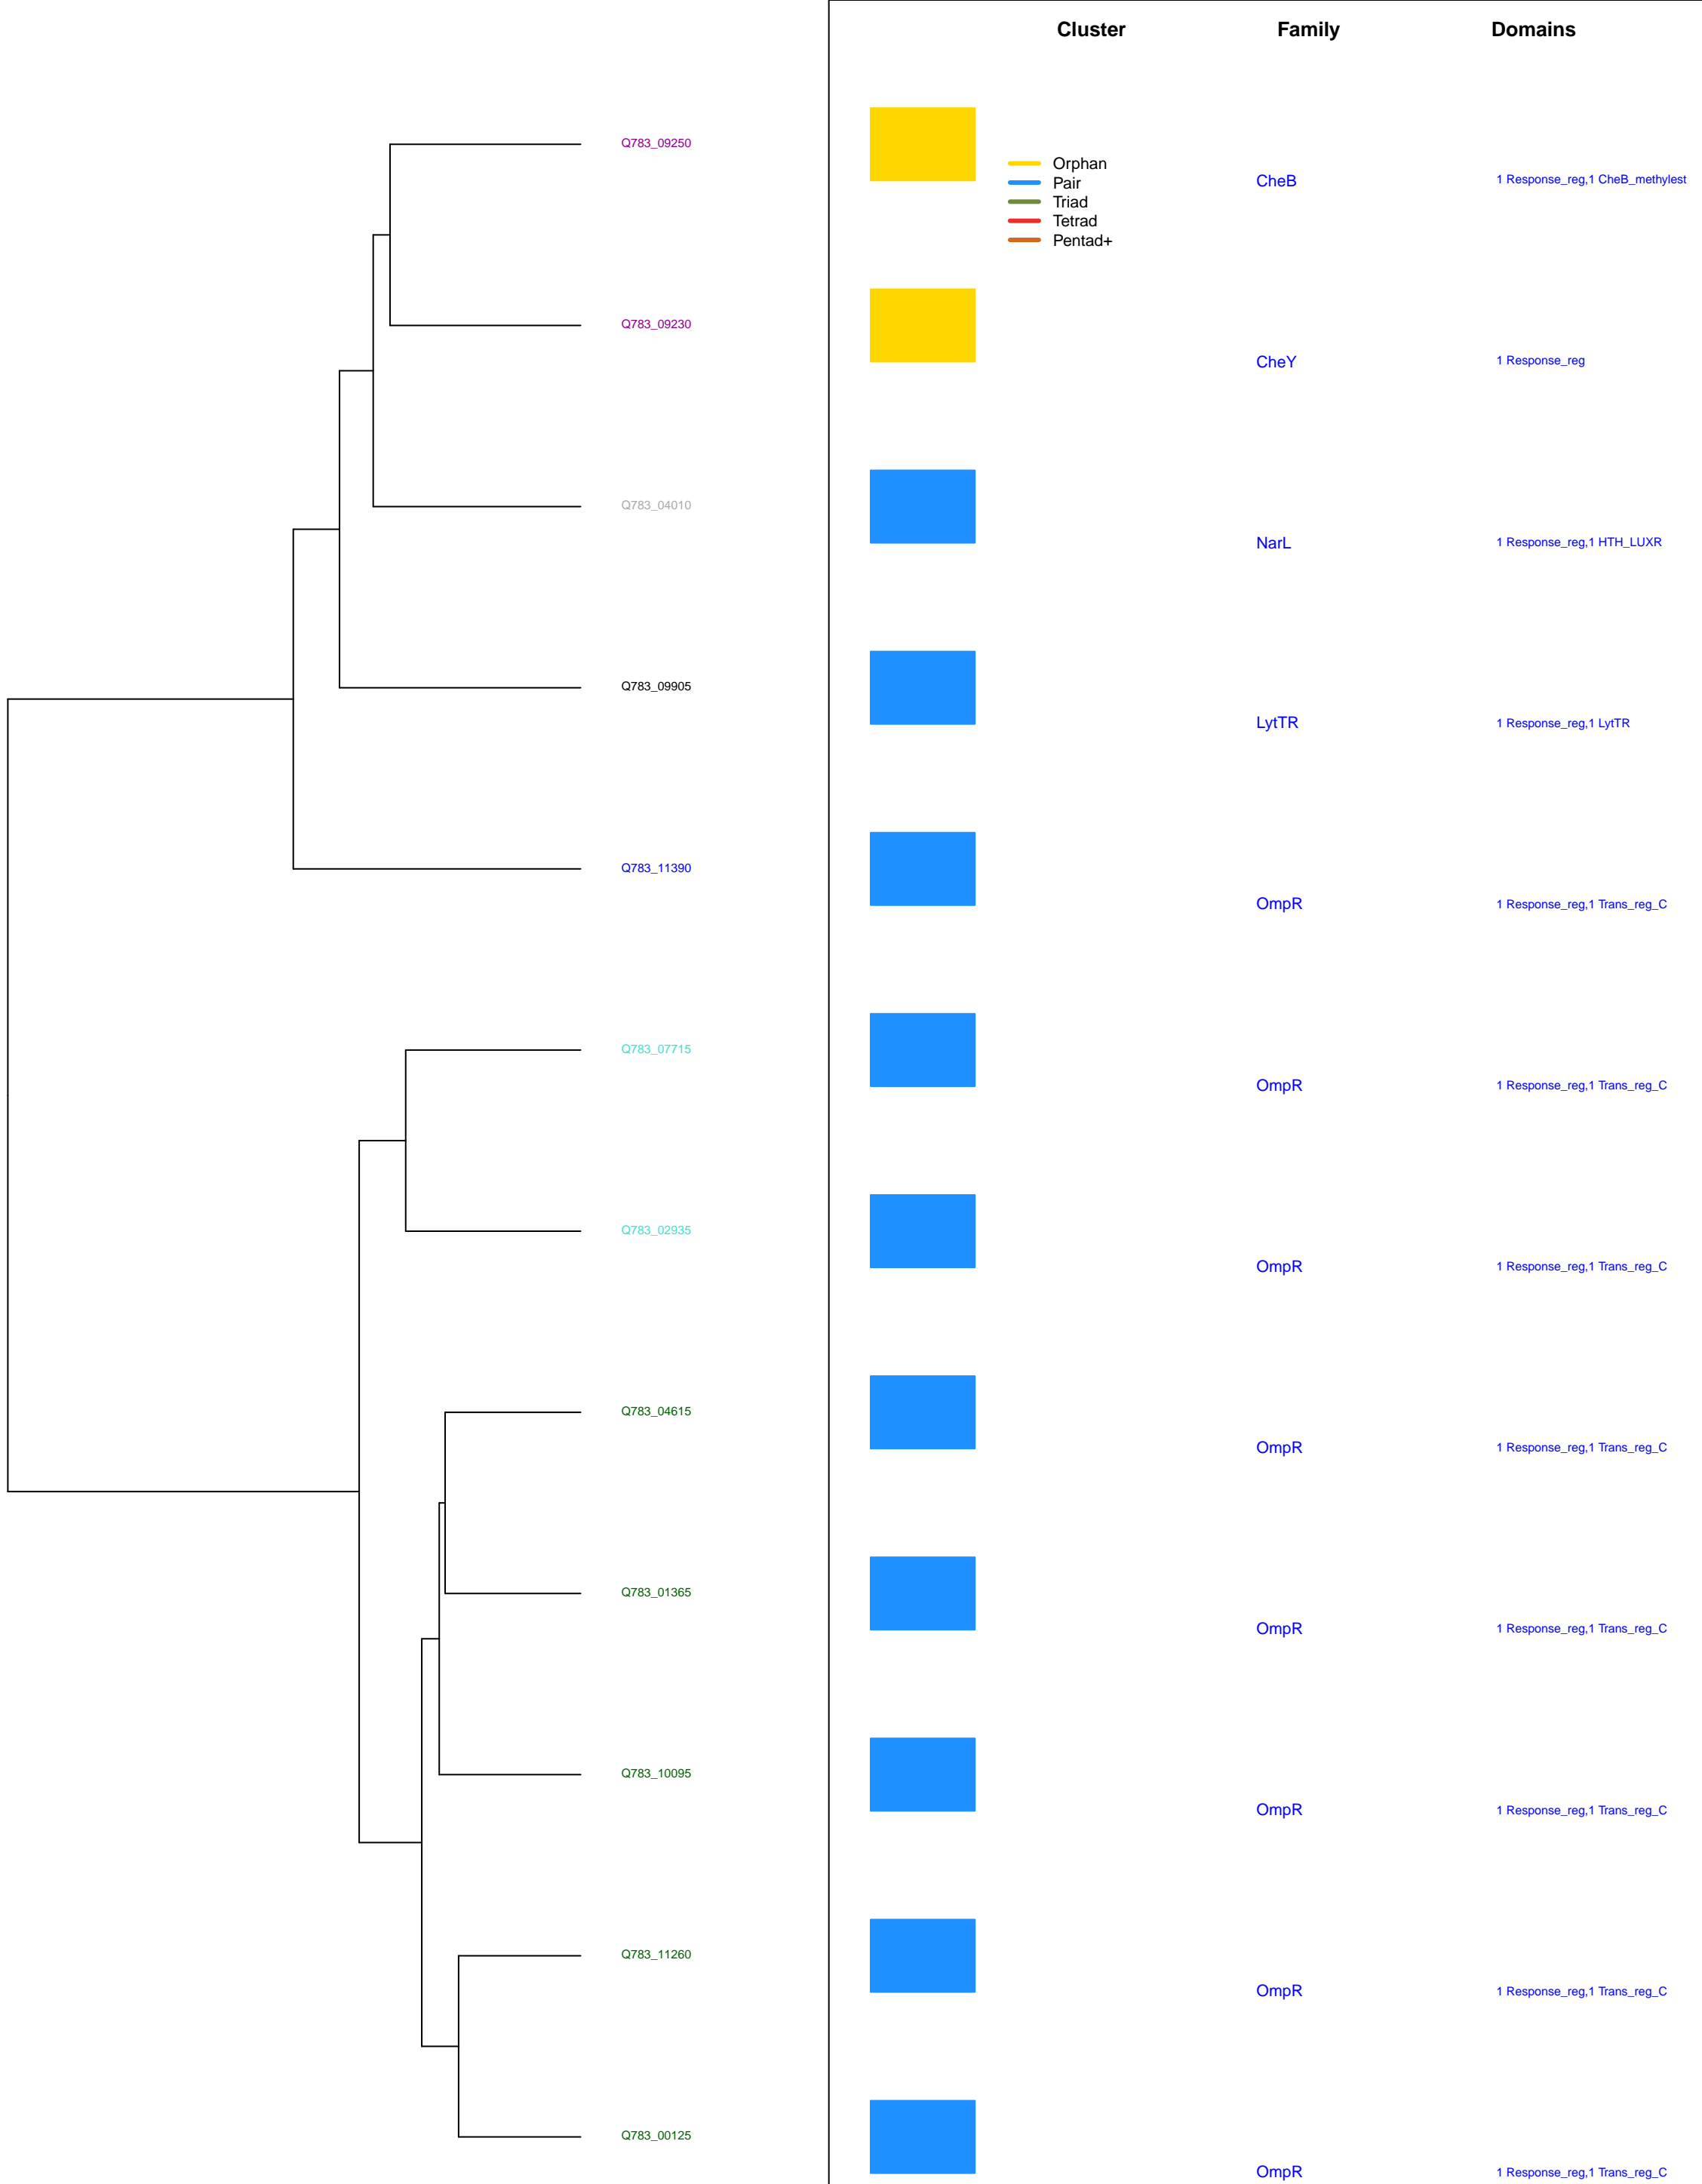 Cluster Family Domains
Q783_09250
Orphan
Pair
Triad
Tetrad
Pentad+
CheB 1 Response_reg,1 CheB_methylest
Q783_09230
CheY 1 Response_reg
Q783_04010
NarL 1 Response_reg,1 HTH_LUXR
Q783_09905
LytTR 1 Response_reg,1 LytTR
Q783_11390
OmpR 1 Response_reg,1 Trans_reg_C
Q783_07715
OmpR 1 Response_reg,1 Trans_reg_C
Q783_02935
OmpR 1 Response_reg,1 Trans_reg_C
Q783_04615
OmpR 1 Response_reg,1 Trans_reg_C
Q783_01365
OmpR 1 Response_reg,1 Trans_reg_C
Q783_10095
OmpR 1 Response_reg,1 Trans_reg_C
Q783_11260
OmpR 1 Response_reg,1 Trans_reg_C
Q783_00125
OmpR 1 Response_reg,1 Trans_reg_C